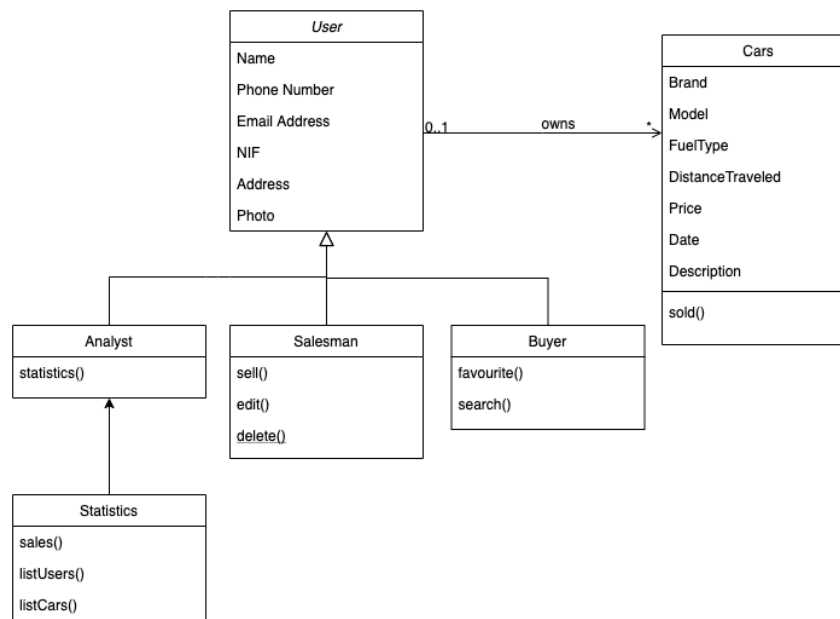 User
Name
Phone Number
Email Address
NIF
Address
Photo
0..1
owns
*
Cars
Brand
Model
FuelType
DistanceTraveled
Price
Date
Description
sold()
Analyst
statistics()
Salesman
sell()
edit()
delete()
Buyer
favourite()
search()
Statistics
sales()
listUsers()
listCars()